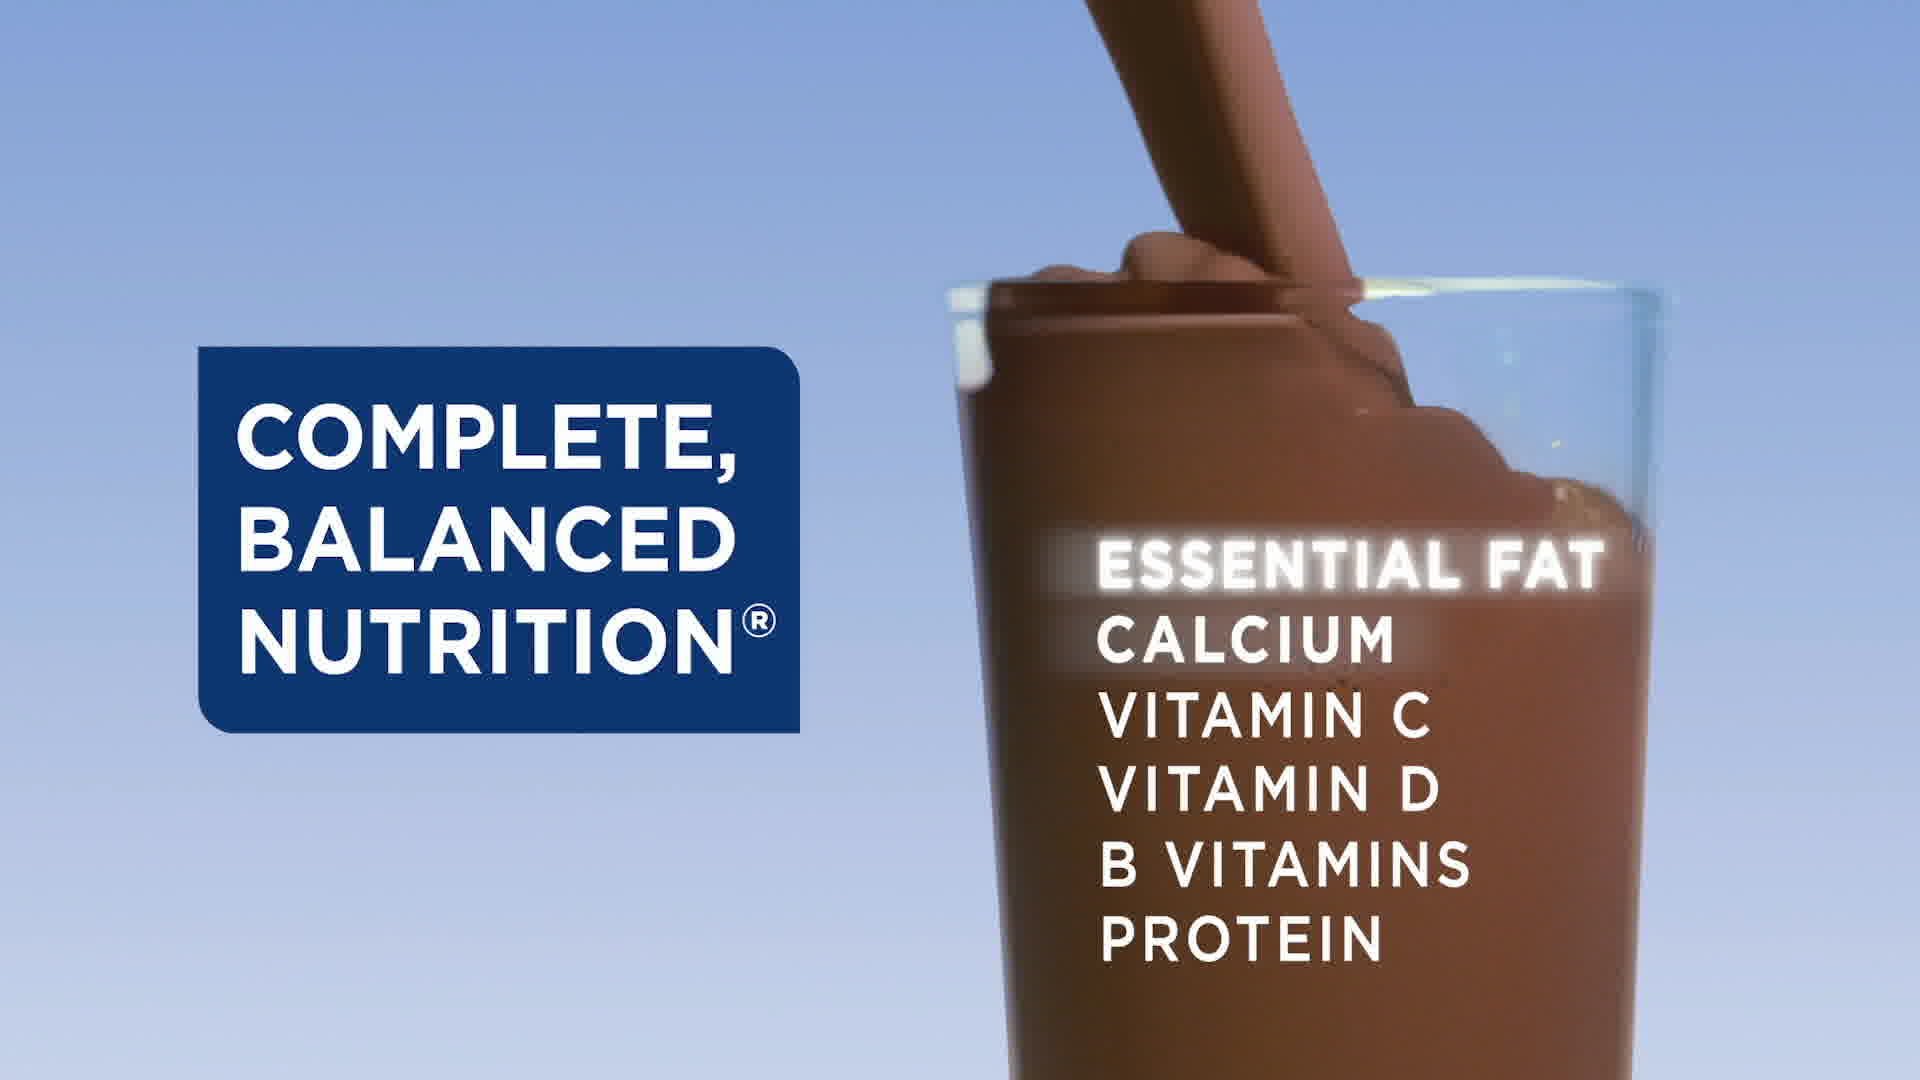 COMPLETE,
BALANCED
NUTRITION®
ESSENTIAL FAT
CALCIUM
VITAMIN C
VITAMIN D
B VITAMINS
PROTEIN